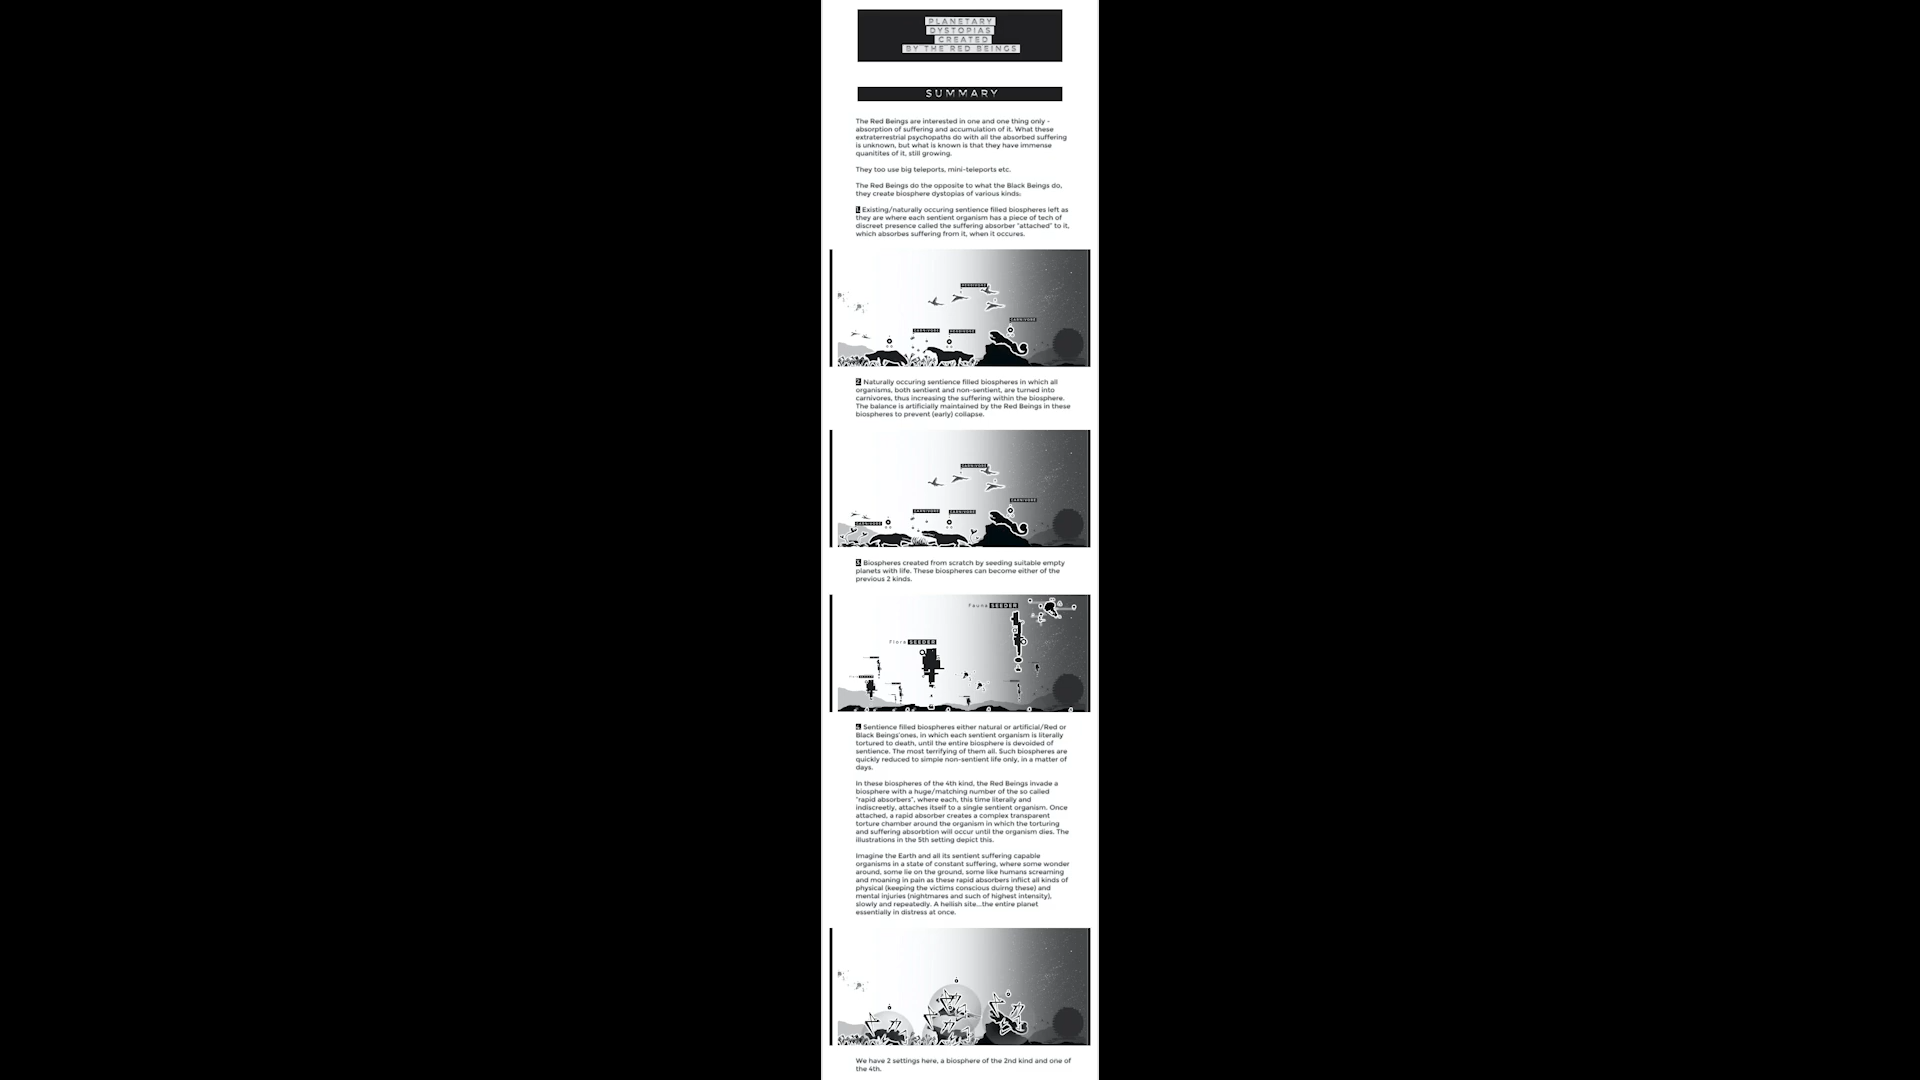 PLANETARY
DYSTOPIAS
CREATED
BY THE RED BEINGS
SUMMARY
The Red Beings are interested in one and one thing only -
absorption of suffering and accumulation of it. What these
extraterrestrial psychopaths do with all the absorbed suffering
is unknown, but what is known is that they have immense
quanitites of it, still growing.
They too use big teleports, mini-teleports etc.
The Red Beings do the opposite to what the Black Beings do,
they create biosphere dystopias of various kinds:
1. Existing/naturally occuring sentience filled biospheres left as
they are where each sentient organism has a piece of tech of
discreet presence called the suffering absorber "attached" to it,
which absorbes suffering from it, when it occures.
HERBIVORE
CARNIVORE
CARNIVORE
HERBIVORE
2. Naturally occuring sentience filled biospheres in which all
organisms, both sentient and non-sentient, are turned into
carnivores, thus increasing the suffering within the biosphere.
The balance is artificially maintained by the Red Beings in these
biospheres to prevent (early) collapse.
CARNIVORE
CARNIVORE
CARNIVORE
CARNIVORE
CARNIVORE
3. Biospheres created from scratch by seeding suitable empty
planets with life. These biospheres can become either of the
previous 2 kinds.
Fauna SEEDER
Flora SEEDER
4. Sentience filled biospheres either natural or artificial/Red or
Black Beings'ones, in which each sentient organism is literally
tortured to death, until the entire biosphere is devoided of
sentience. The most terrifying of them all. Such biospheres are
quickly reduced to simple non-sentient life only, in a matter of
days.
In these biospheres of the 4th kind, the Red Beings invade a
biosphere with a huge/matching number of the so called
"rapid absorbers", where each, this time literally and
indiscreetly, attaches itself to a single sentient organism. Once
attached, a rapid absorber creates a complex transparent
torture chamber around the organism in which the torturing
and suffering absorbtion will occur until the organism dies. The
illustrations in the 5th setting depict this.
Imagine the Earth and all its sentient suffering capable
organisms in a state of constant suffering, where some wonder
around, some lie on the ground, some like humans screaming
and moaning in pain as these rapid absorbers inflict all kinds of
physical (keeping the victims conscious duirng these) and
mental injuries (nightmares and such of highest intensity),
slowly and repeatedly. A hellish site...the entire planet
essentially in distress at once.
We have 2 settings here, a biosphere of the 2nd kind and one of
the 4th.